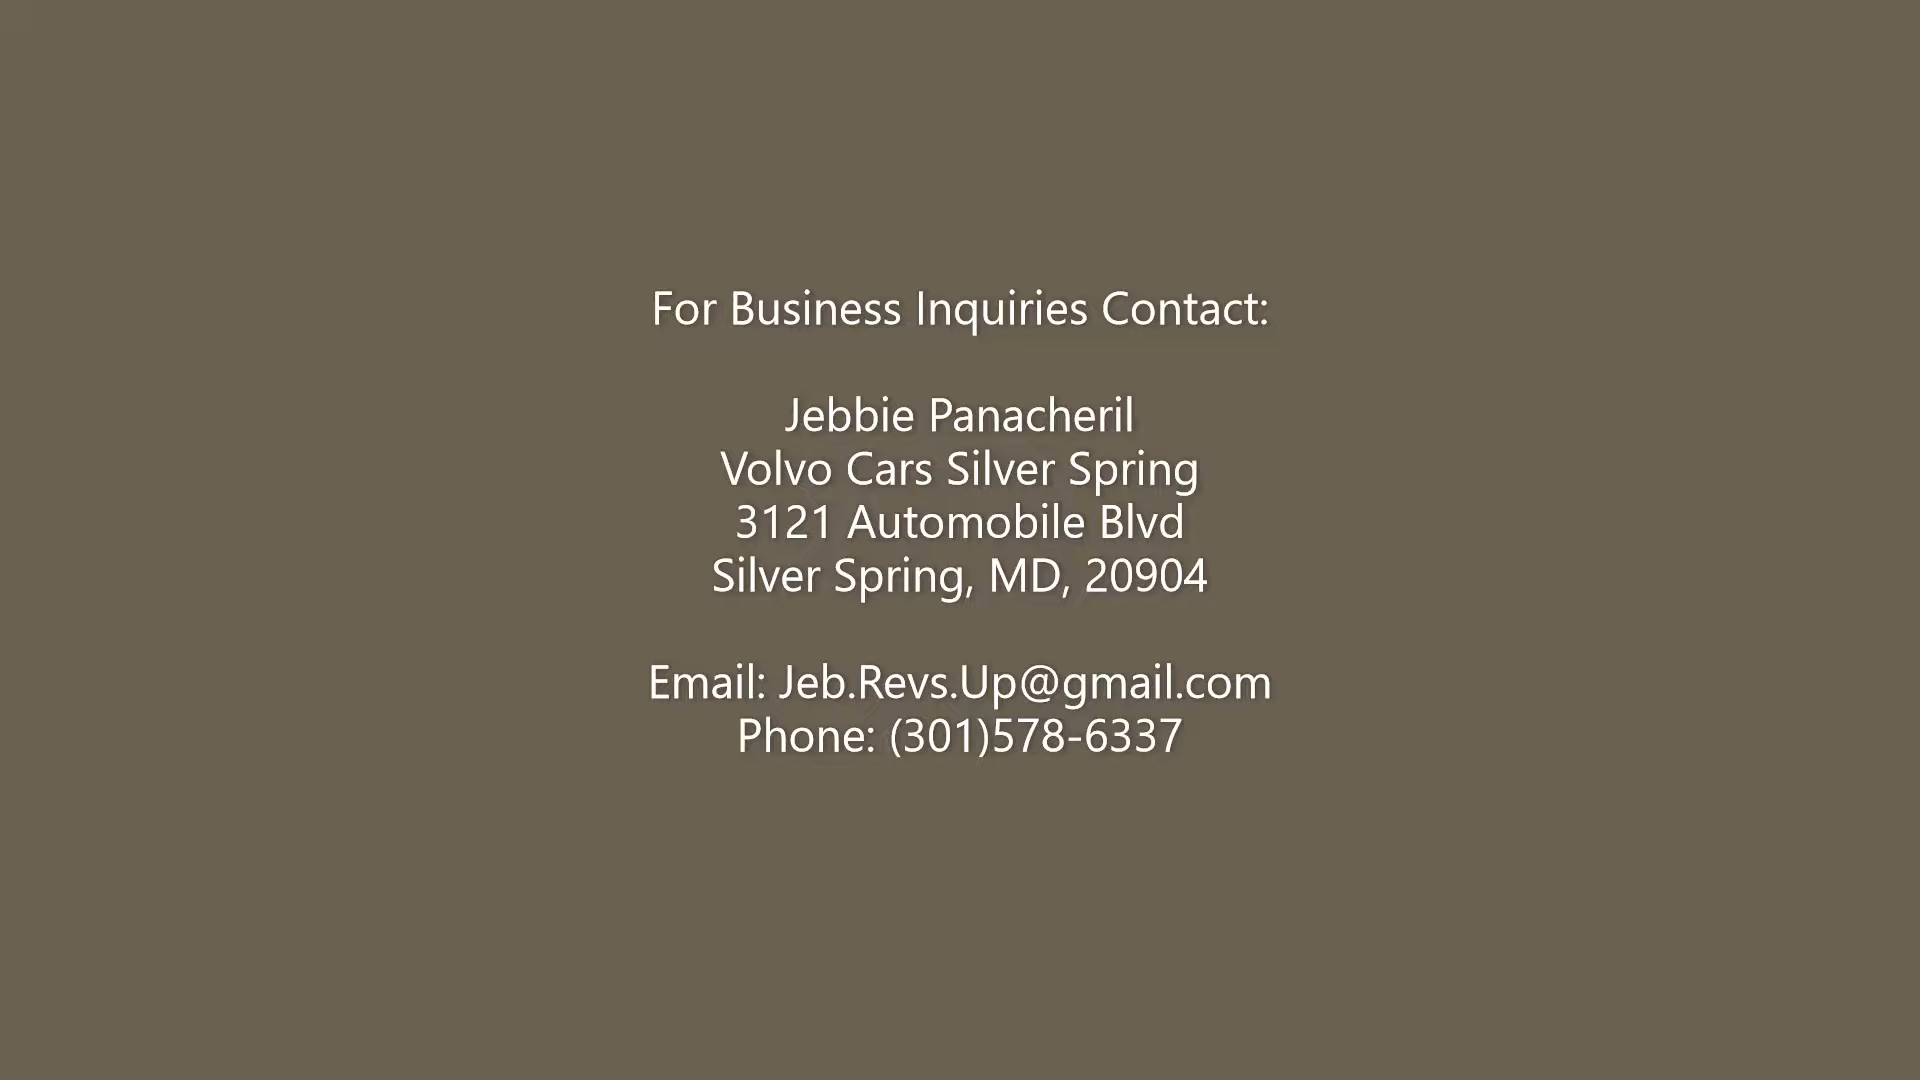 For Business Inquiries Contact:
Jebbie Panacheril
Volvo Cars Silver Spring
3121 Automobile Blvd
Silver Spring, MD, 20904
Email: Jeb.Revs.Up@gmail.com
Phone: (301)578-6337